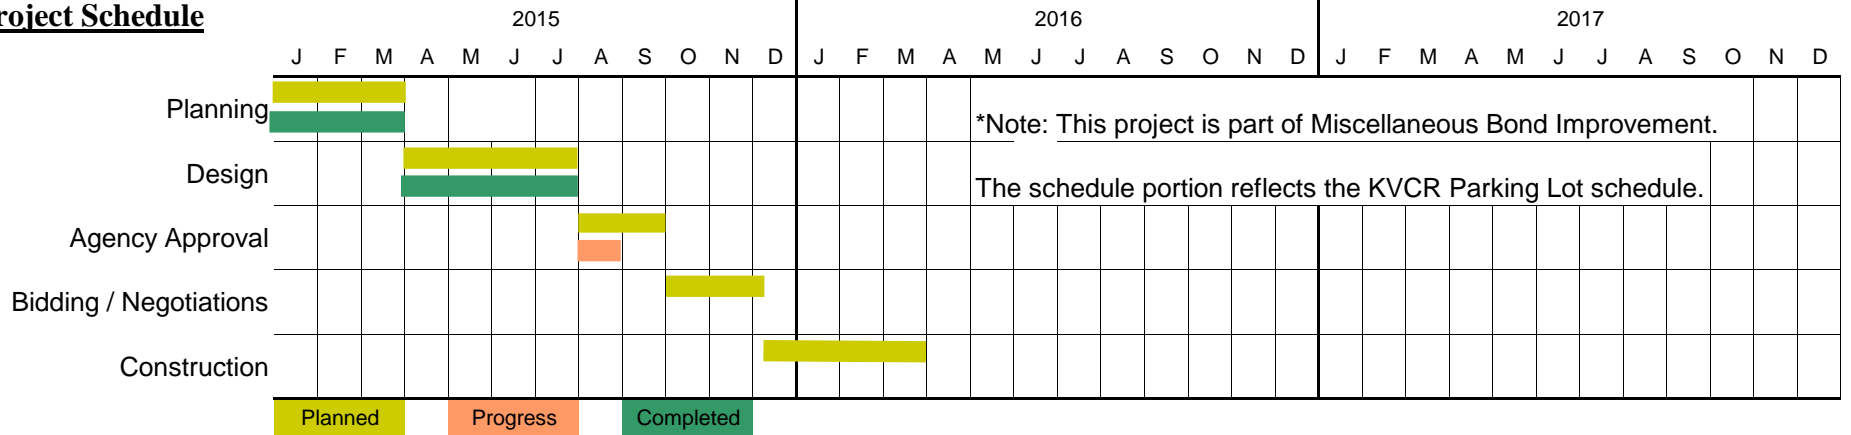 roject Schedule
2015 2016 2017
J F M A M J J A S O N D J F M A M J J A S O N D J F M A M J J A S O N D
Planning
*Note: This project is part of Miscellaneous Bond Improvement.
Design
The schedule portion reflects the KVCR Parking Lot schedule.
Agency Approval
Bidding / Negotiations
Construction
Planned Progress Completed